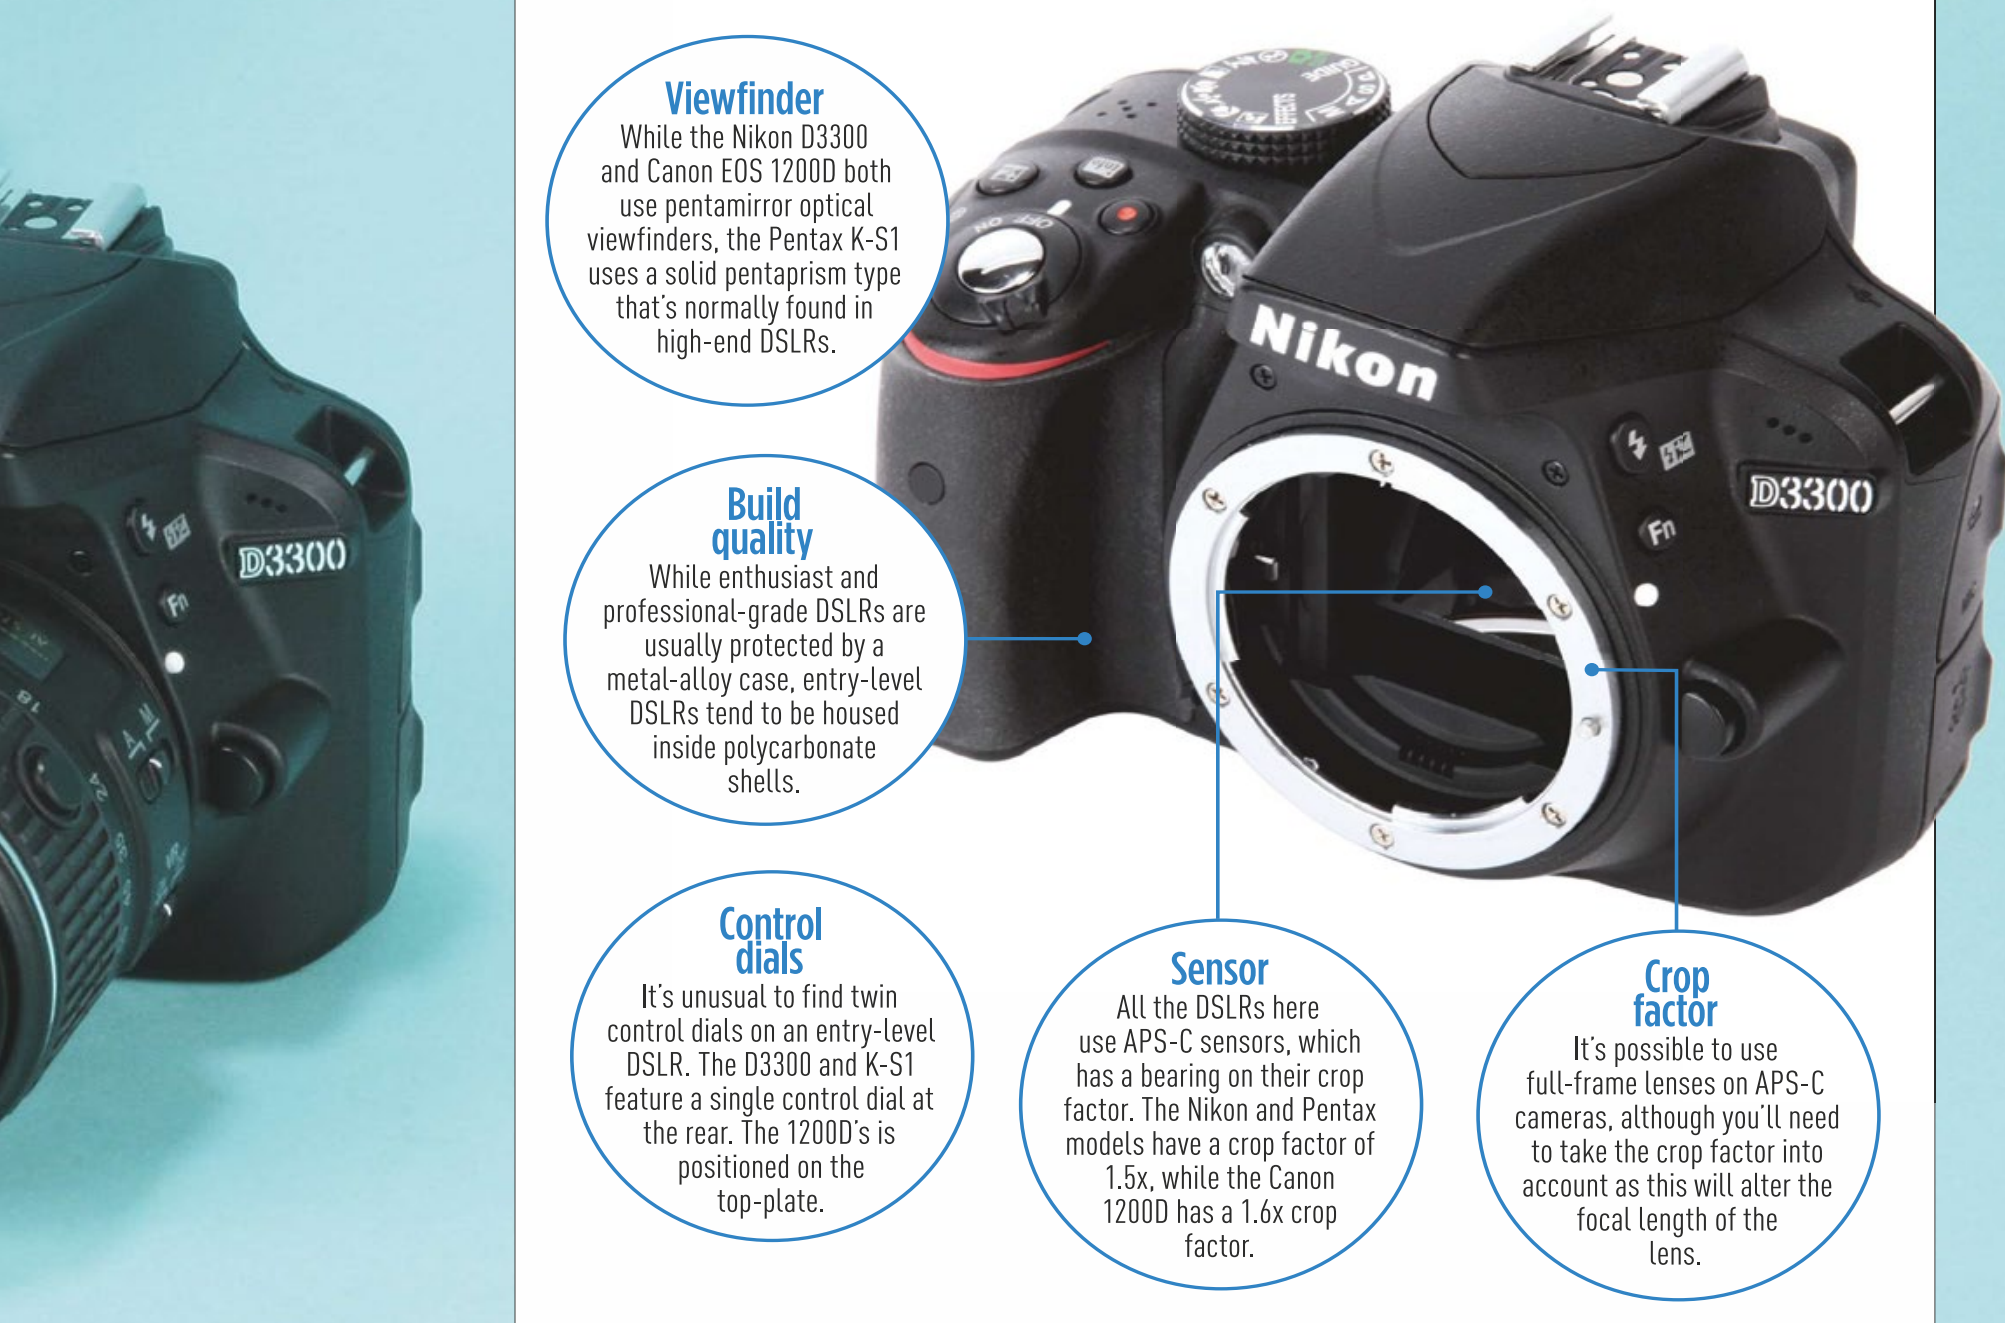 Viewfinder
While the Nikon D3300
and Canon EOS 1200D both
use pentamirror optical
viewfinders, the Pentax K-S1
uses a solid pentaprism type
that's normally found in
high-end DSLRs.
Build
quality
While enthusiast and
professional-grade DSLRs are
usually protected by a
metal-alloy case, entry-level
DSLRs tend to be housed
inside polycarbonate
shells.
Control
dials
It's unusual to find twin
control dials on an entry-level
DSLR. The D3300 and K-S1
feature a single control dial at
the rear. The 1200D's is
positioned on the
top-plate.
Sensor
All the DSLRs here
use APS-C sensors, which
has a bearing on their crop
factor. The Nikon and Pentax
models have a crop factor of
1.5x, while the Canon
1200D has a 1.6x crop
factor.
Crop
factor
It's possible to use
full-frame lenses on APS-C
cameras, although you'll need
to take the crop factor into
account as this will alter the
focal length of the
lens.
GUIDE
EFFECTS
M A S P
info
OFF ON
Nikon
D3300
Fn
D3300
Fn
18
24
A M
VR